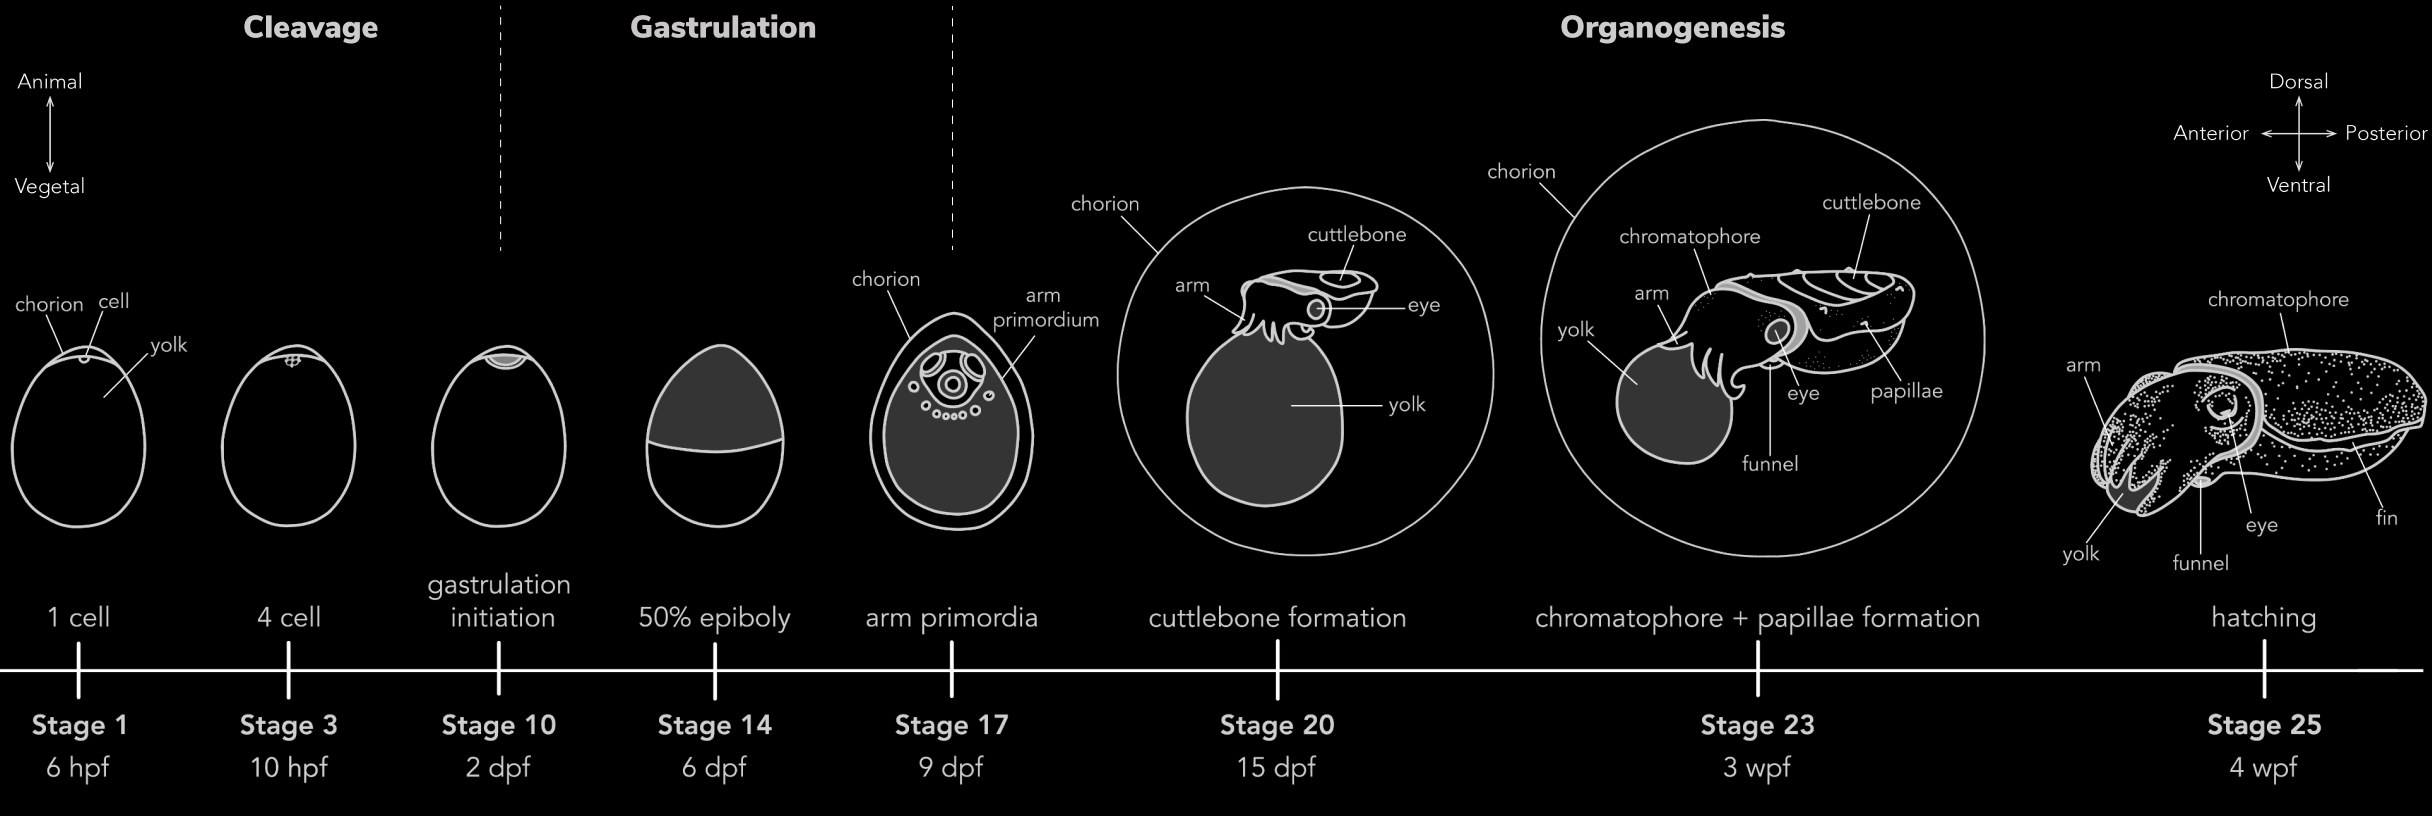 Cleavage
Gastrulation
Organogenesis
Animal
Vegetal
Dorsal
Anterior
Posterior
Ventral
chorion
cell
yolk
chorion
arm
primordium
chorion
cuttlebone
arm
eye
yolk
chorion
cuttlebone
chromatophore
arm
yolk
eye
papillae
funnel
chromatophore
arm
fin
eye
yolk
funnel
1 cell
4 cell
gastrulation
initiation
50% epiboly
arm primordia
cuttlebone formation
chromatophore + papillae formation
hatching
Stage 1
Stage 3
Stage 10
Stage 14
Stage 17
Stage 20
Stage 23
Stage 25
6 hpf
10 hpf
2 dpf
6 dpf
9 dpf
15 dpf
3 wpf
4 wpf